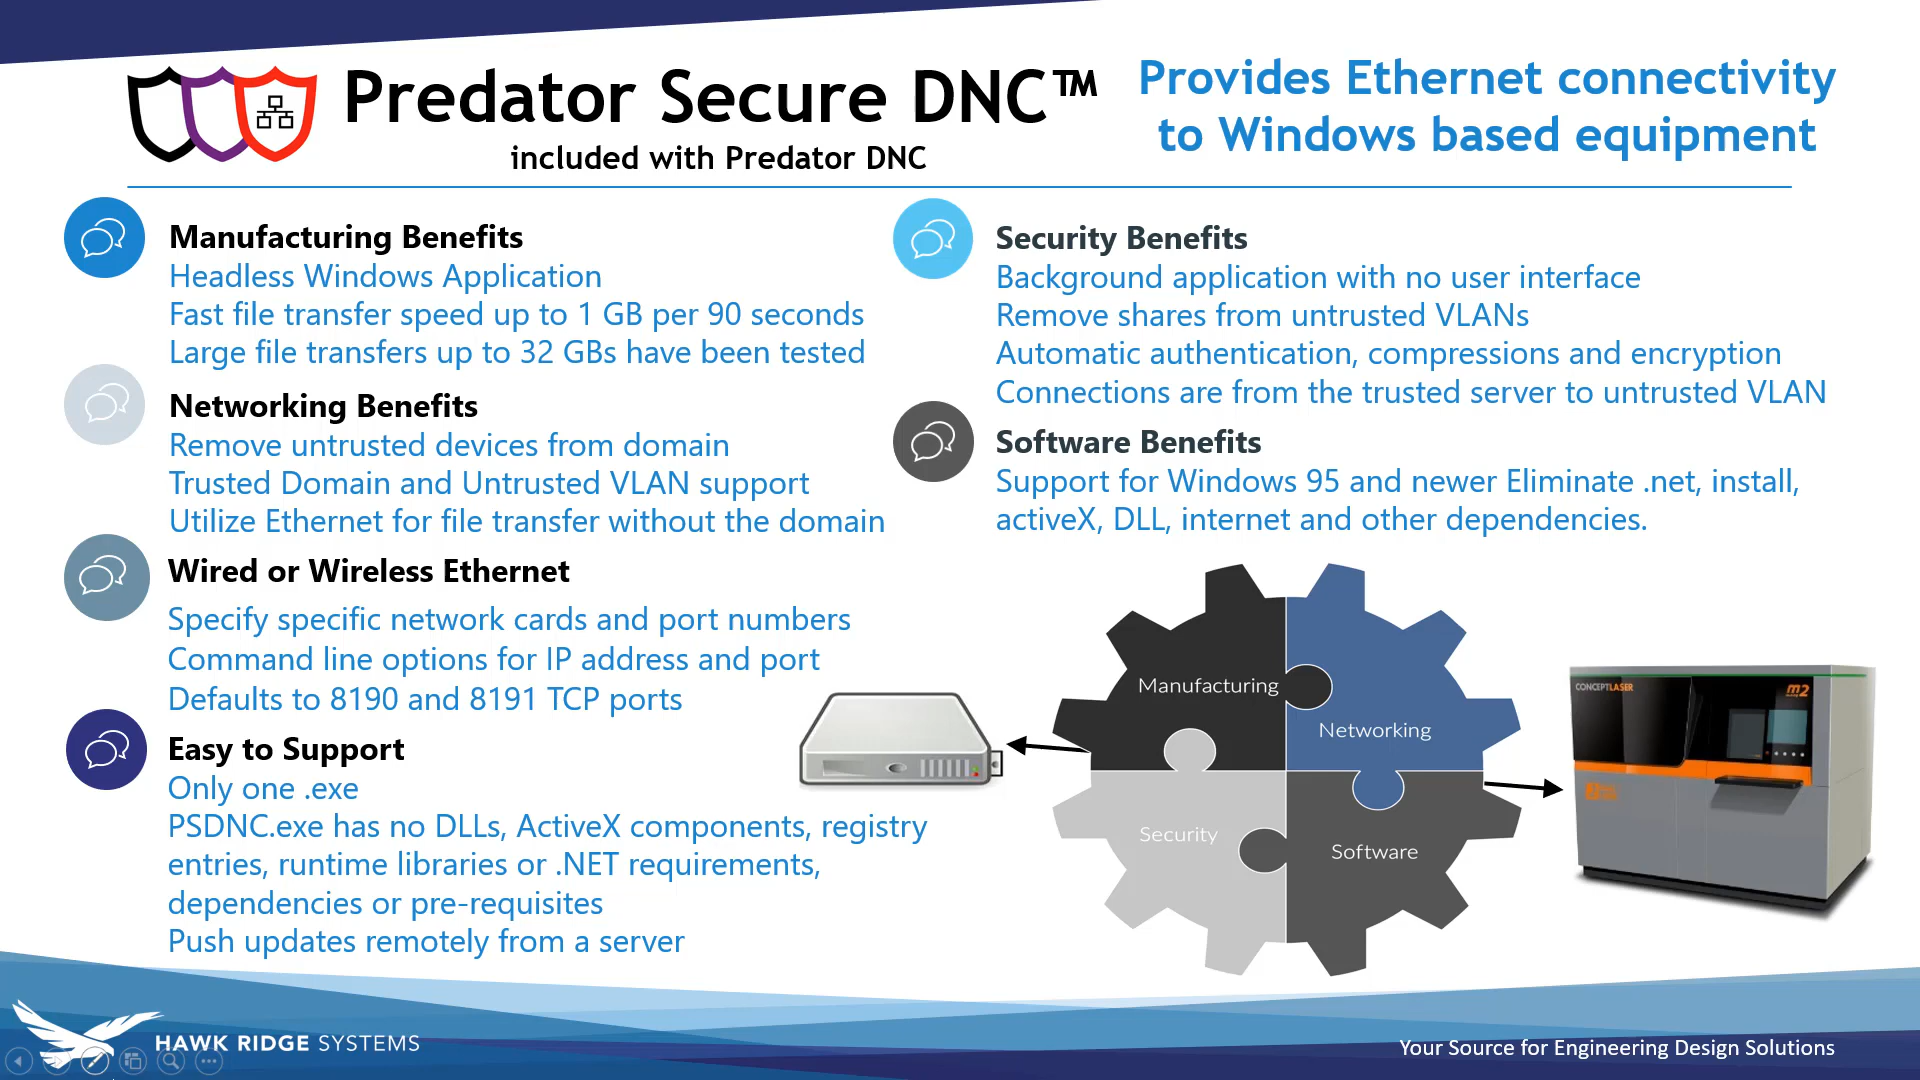 Predator Secure DNC™
included with Predator DNC
Provides Ethernet connectivity
to Windows based equipment
Manufacturing Benefits
Headless Windows Application
Fast file transfer speed up to 1 GB per 90 seconds
Large file transfers up to 32 GBs have been tested
Networking Benefits
Remove untrusted devices from domain
Trusted Domain and Untrusted VLAN support
Utilize Ethernet for file transfer without the domain
Wired or Wireless Ethernet
Specify specific network cards and port numbers
Command line options for IP address and port
Defaults to 8190 and 8191 TCP ports
Easy to Support
Only one .exe
PSDNC.exe has no DLLs, ActiveX components, registry
entries, runtime libraries or .NET requirements,
dependencies or pre-requisites
Push updates remotely from a server
Security Benefits
Background application with no user interface
Remove shares from untrusted VLANs
Automatic authentication, compressions and encryption
Connections are from the trusted server to untrusted VLAN
Software Benefits
Support for Windows 95 and newer Eliminate .net, install,
activeX, DLL, internet and other dependencies.
Manufacturing
Networking
Security
Software
CONCEPTLASER
m2
HAWK RIDGE SYSTEMS
Your Source for Engineering Design Solutions